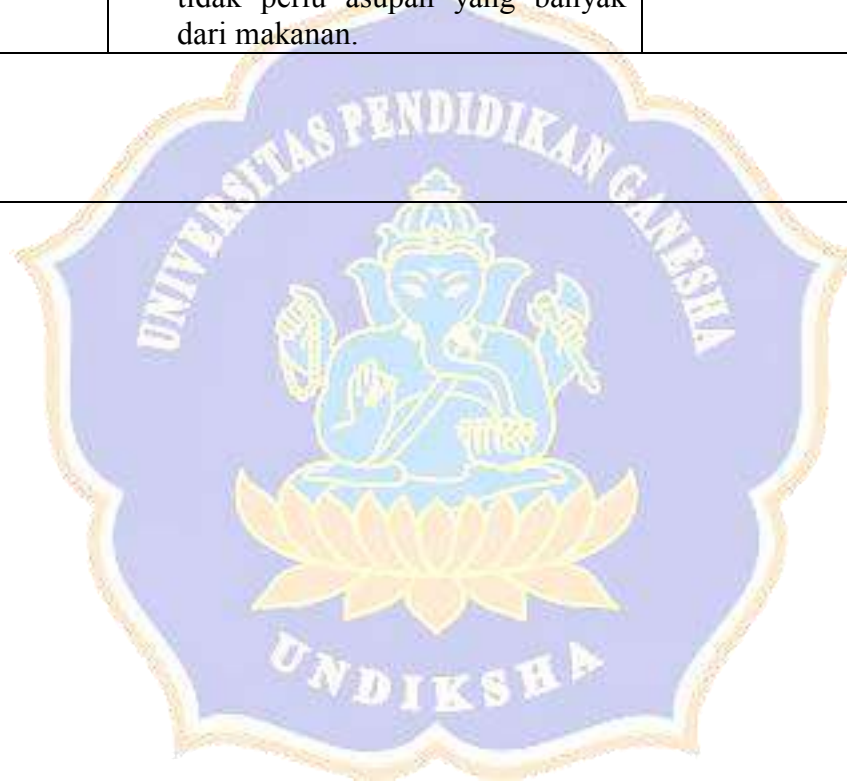 tidak perlu asupan yang banyak
dari makanan.
UNIVERSITAS PENDIDIKAN GANESHA
UNDIKSHA